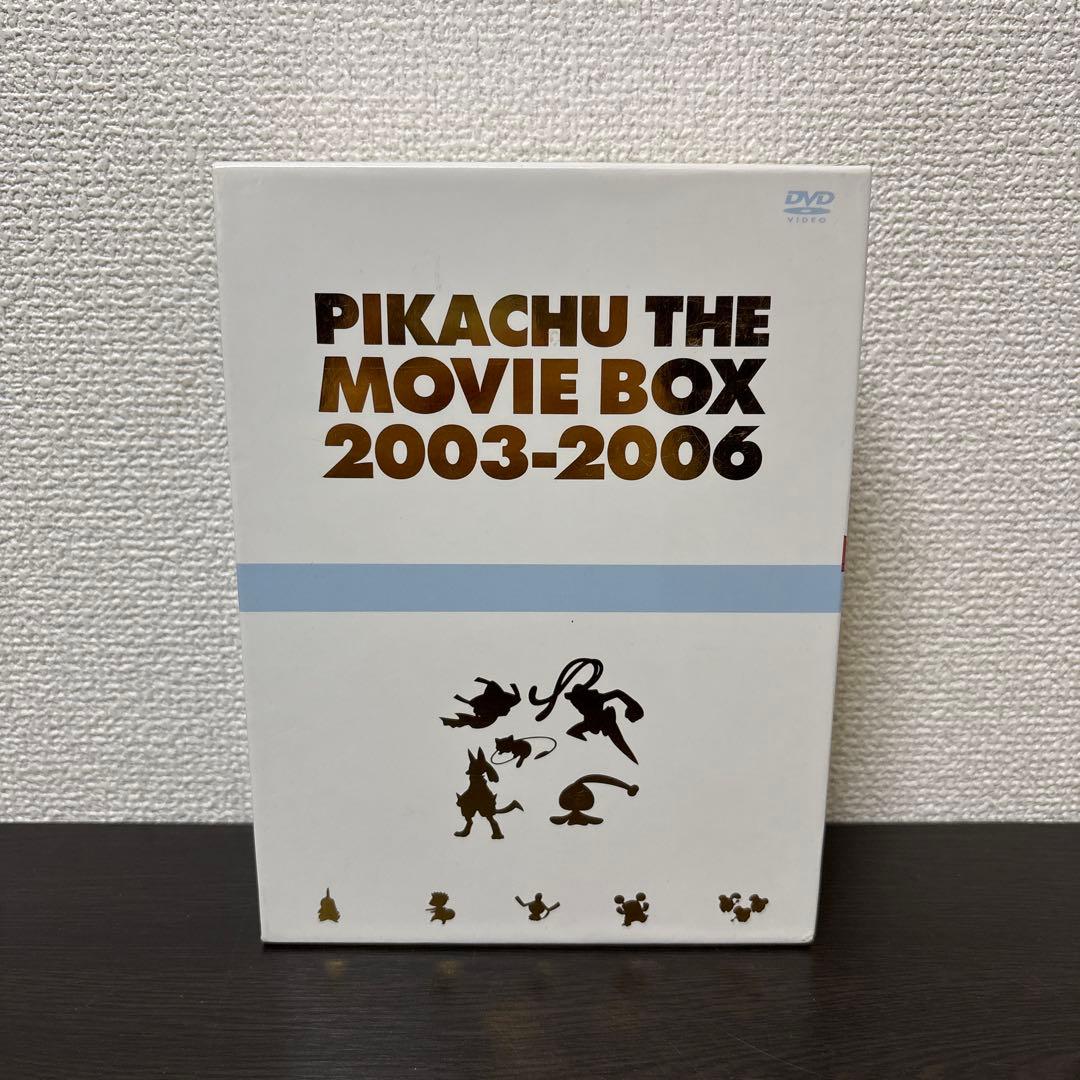 DVD
VIDEO
PIKACHU THE
MOVIE BOX
2003-2006